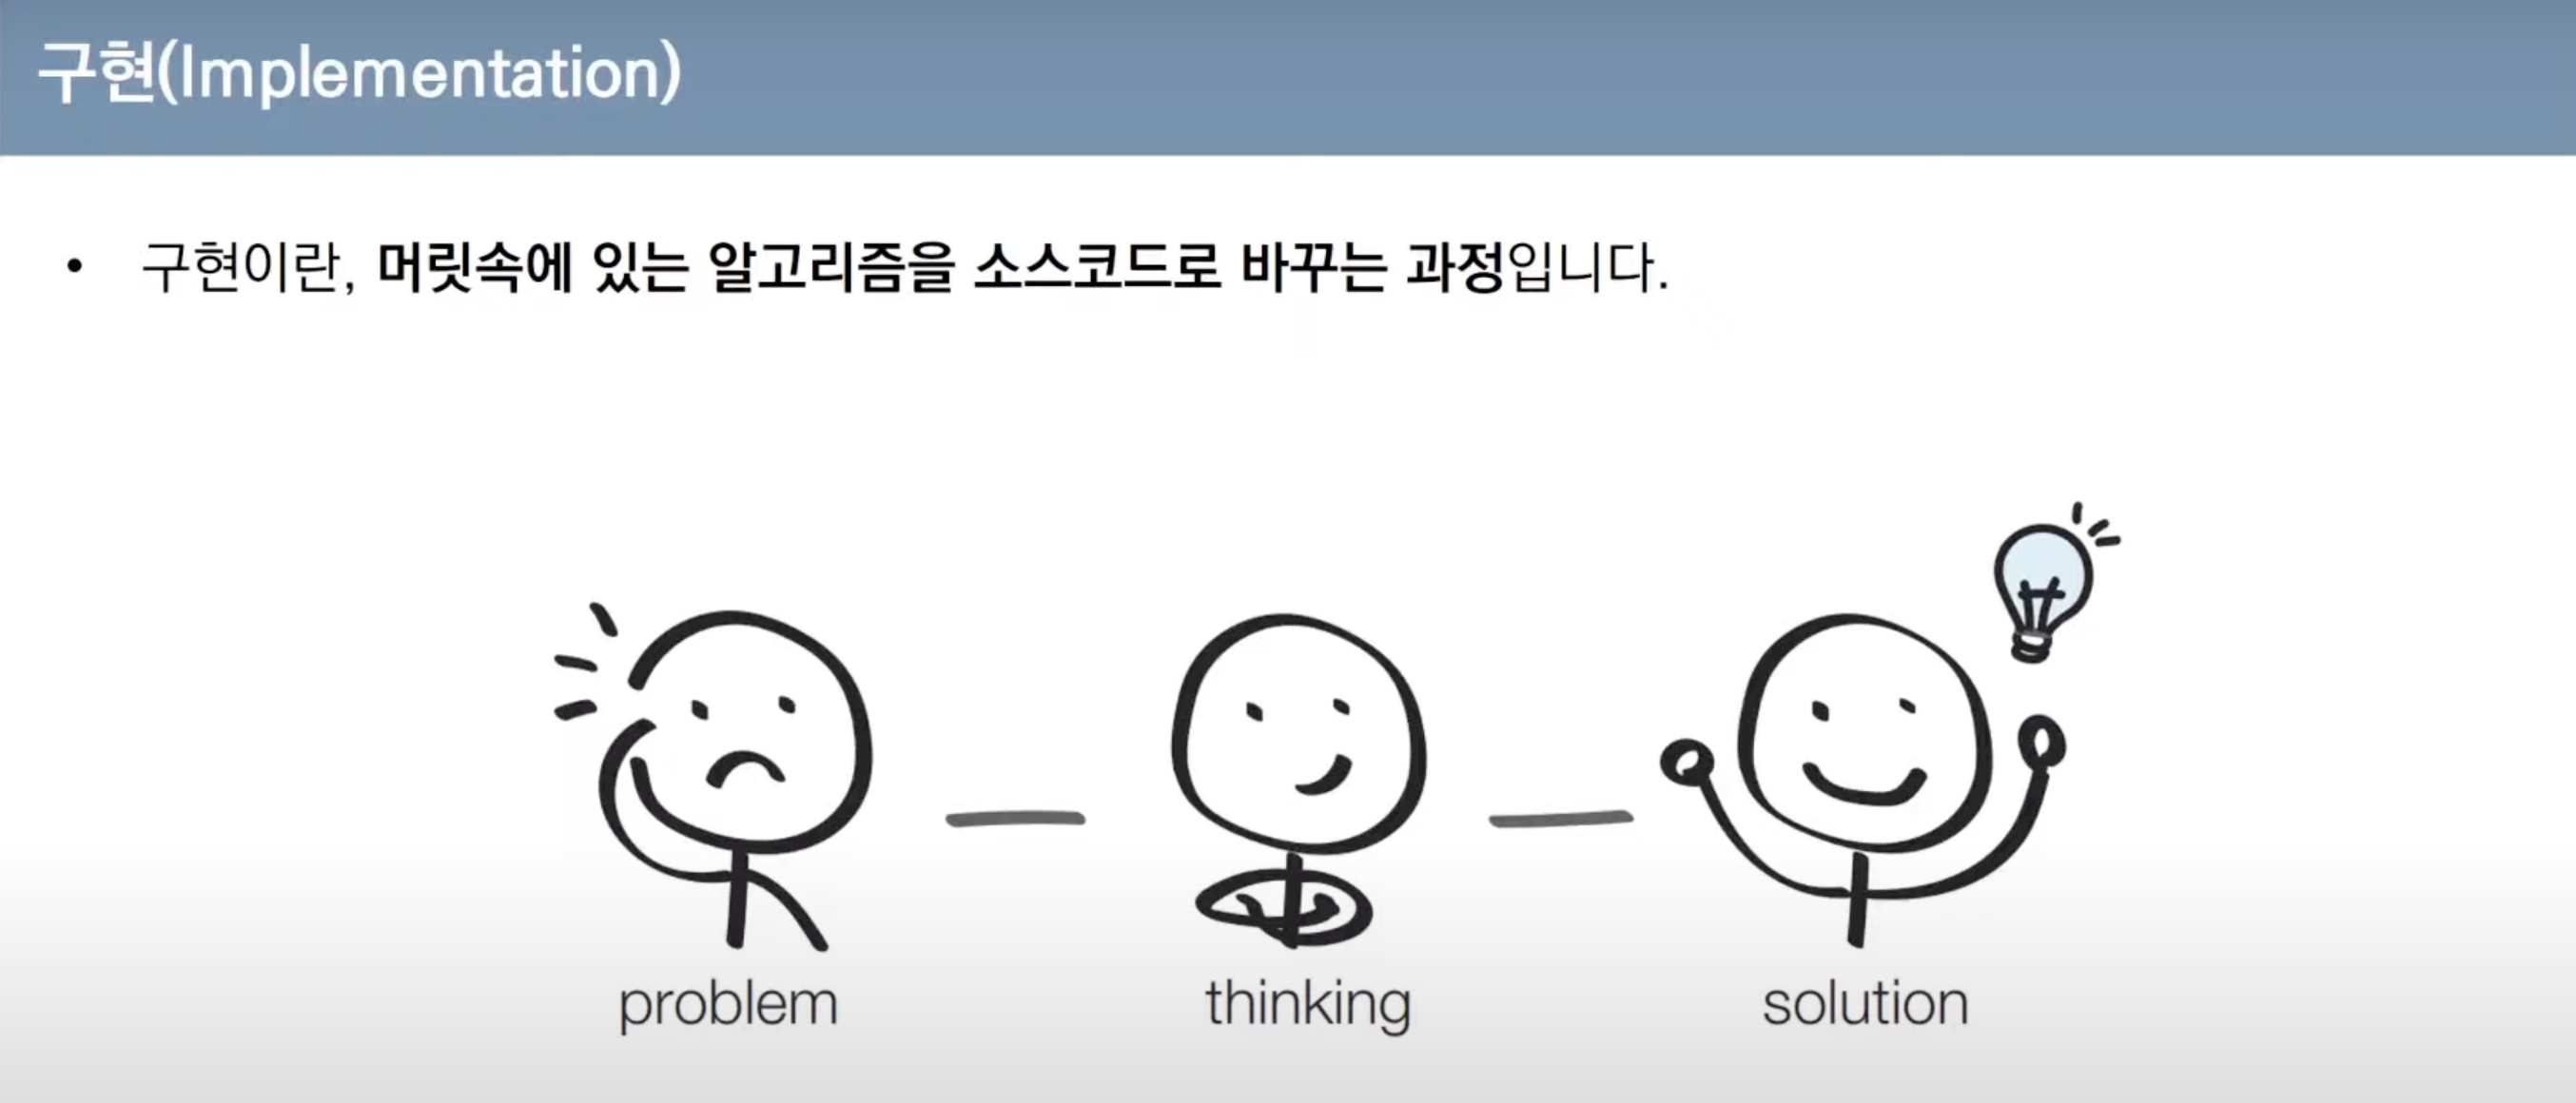 구현(Implementation)
• 구현이란, 머릿속에 있는 알고리즘을 소스코드로 바꾸는 과정입니다.
problem
thinking
solution